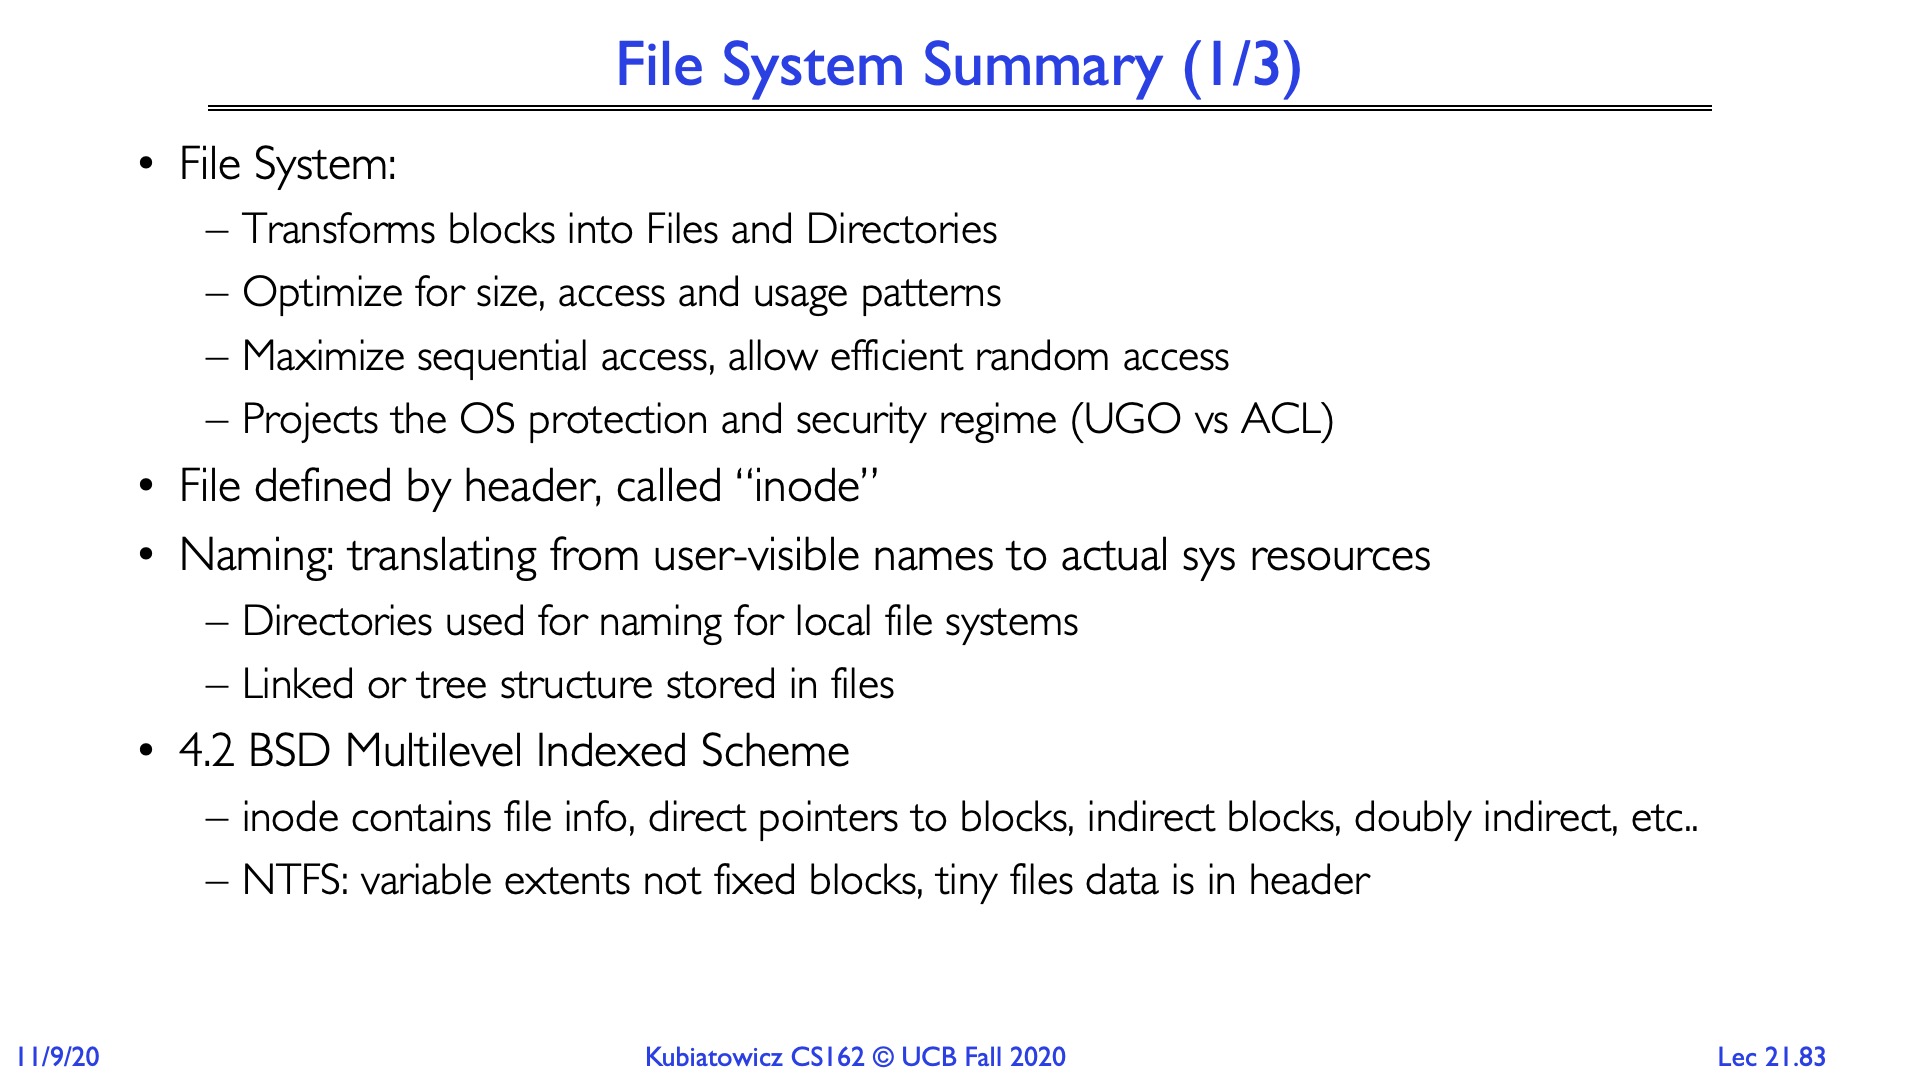 File System Summary (1/3)
• File System:
– Transforms blocks into Files and Directories
– Optimize for size, access and usage patterns
– Maximize sequential access, allow efficient random access
– Projects the OS protection and security regime (UGO vs ACL)
• File defined by header, called “inode”
• Naming: translating from user-visible names to actual sys resources
– Directories used for naming for local file systems
– Linked or tree structure stored in files
• 4.2 BSD Multilevel Indexed Scheme
– inode contains file info, direct pointers to blocks, indirect blocks, doubly indirect, etc..
– NTFS: variable extents not fixed blocks, tiny files data is in header
11/9/20
Kubiatowicz CS162 © UCB Fall 2020
Lec 21.83